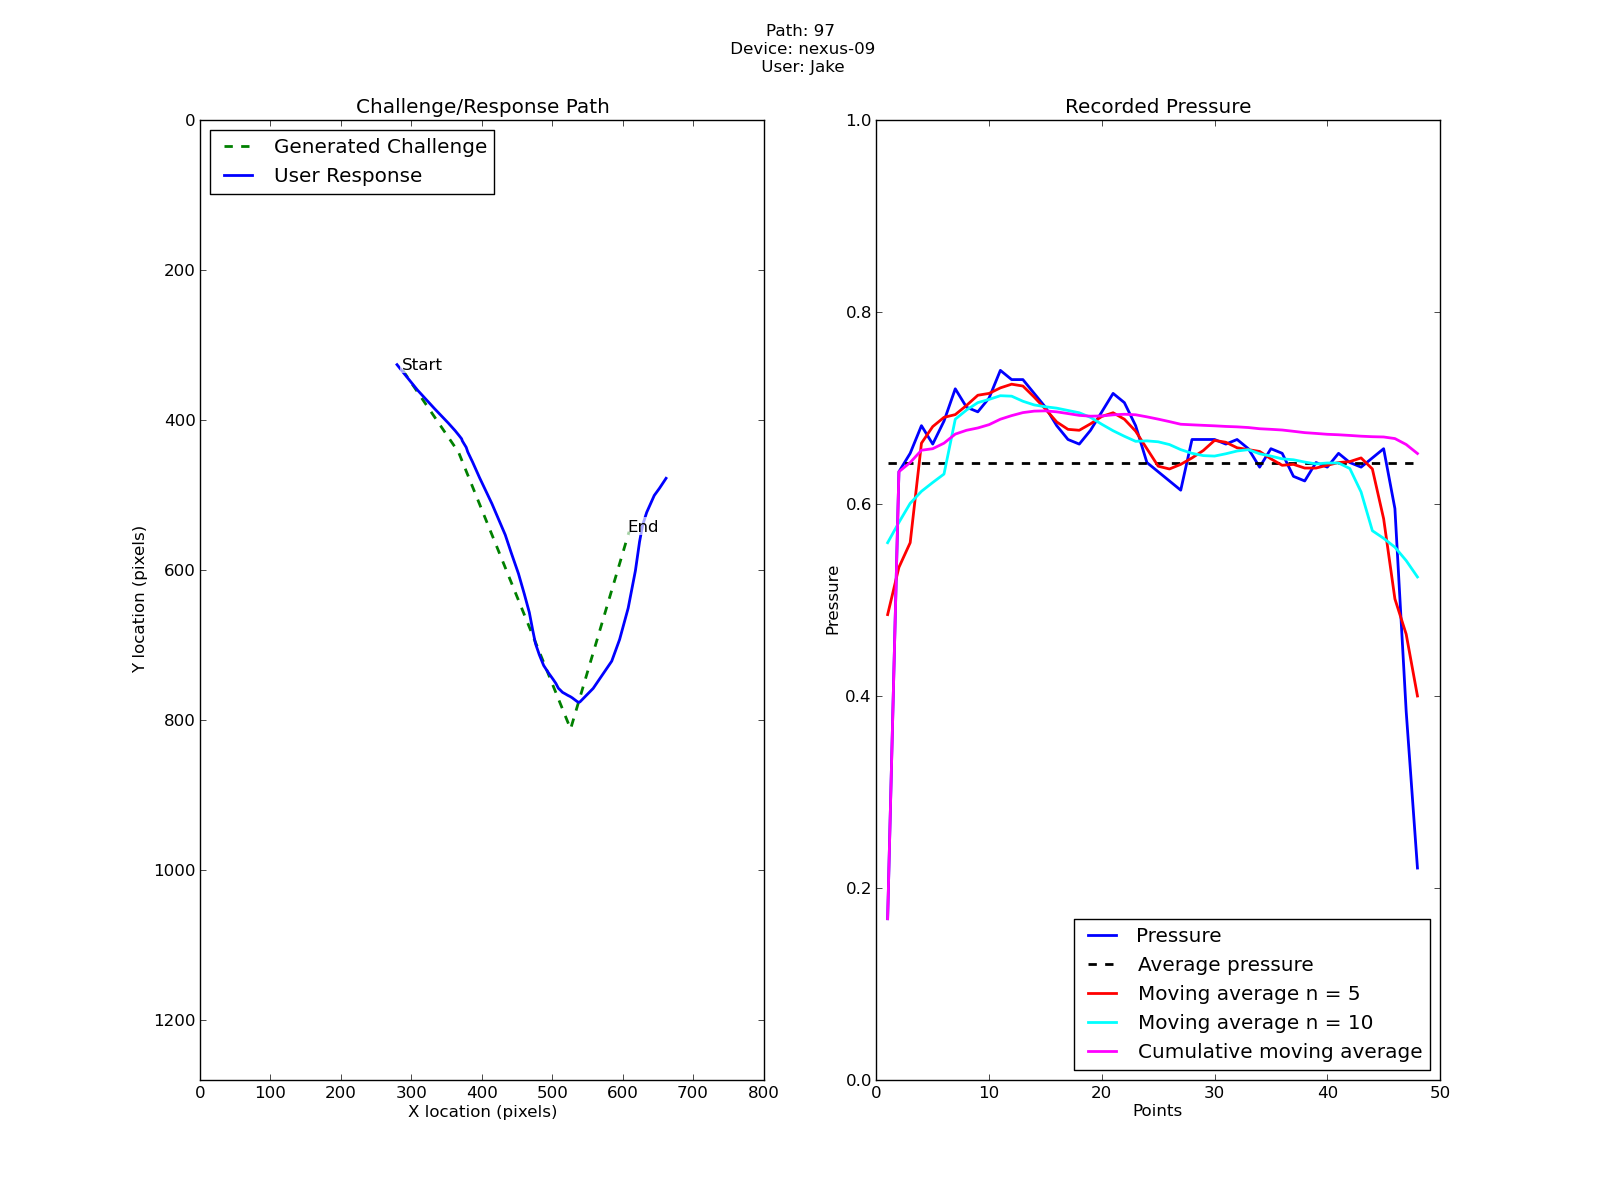 Path: 97
Device: nexus-09
User: Jake
Challenge/Response Path
0
200
400
600
800
1000
1200
Y location (pixels)
Generated Challenge
User Response
Start
End
0 100 200 300 400 500 600 700 800
X location (pixels)
Recorded Pressure
1.0
0.8
0.6
0.4
0.2
0.0
Pressure
Pressure
Average pressure
Moving average n = 5
Moving average n = 10
Cumulative moving average
0 10 20 30 40 50
Points